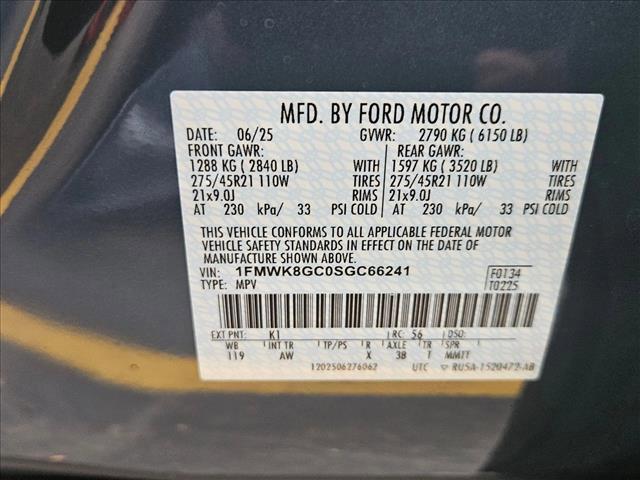 MFD. BY FORD MOTOR CO.
DATE: 06/25 GVWR: 2790 KG ( 6150 LB)
FRONT GAWR: REAR GAWR:
1288 KG ( 2840 LB) WITH 1597 KG ( 3520 LB) WITH
275/45R21 110W TIRES 275/45R21 110W TIRES
21x9.0J RIMS 21x9.0J RIMS
AT 230 kPa/ 33 PSI COLD AT 230 kPa/ 33 PSI COLD
THIS VEHICLE CONFORMS TO ALL APPLICABLE FEDERAL MOTOR
VEHICLE SAFETY STANDARDS IN EFFECT ON THE DATE OF
MANUFACTURE SHOWN ABOVE.
VIN: 1FMWK8GC0SGC66241 F0134
TYPE: MPV T0225
EXT PNT: K1 RC: 56 DSO:
WB INT TR TP/PS R AXLE TR SPR
119 AW X 38 T MMTT
1202506276062 UTC ▽ RU5A-1520472-AB